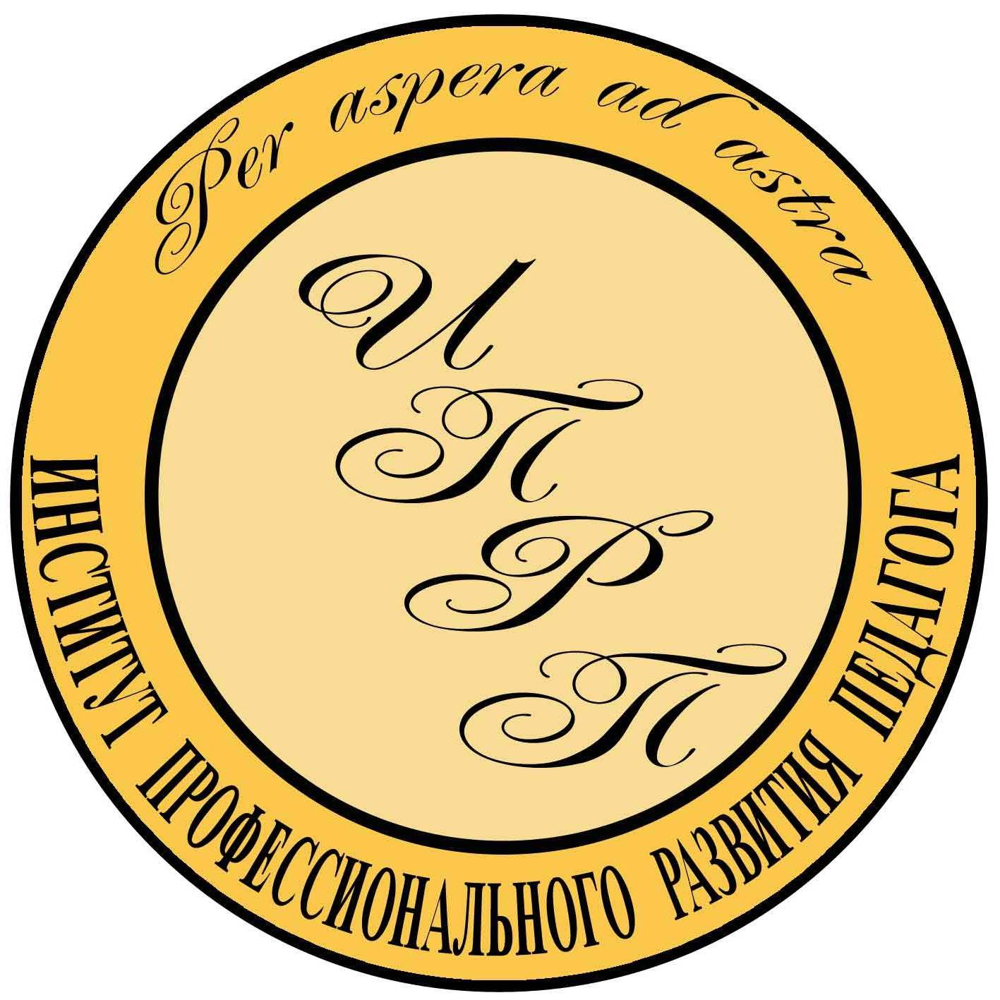 Per aspera ad astra
И
П
Р
П
ИНСТИТУТ ПРОФЕССИОНАЛЬНОГО РАЗВИТИЯ ПЕДАГОГА